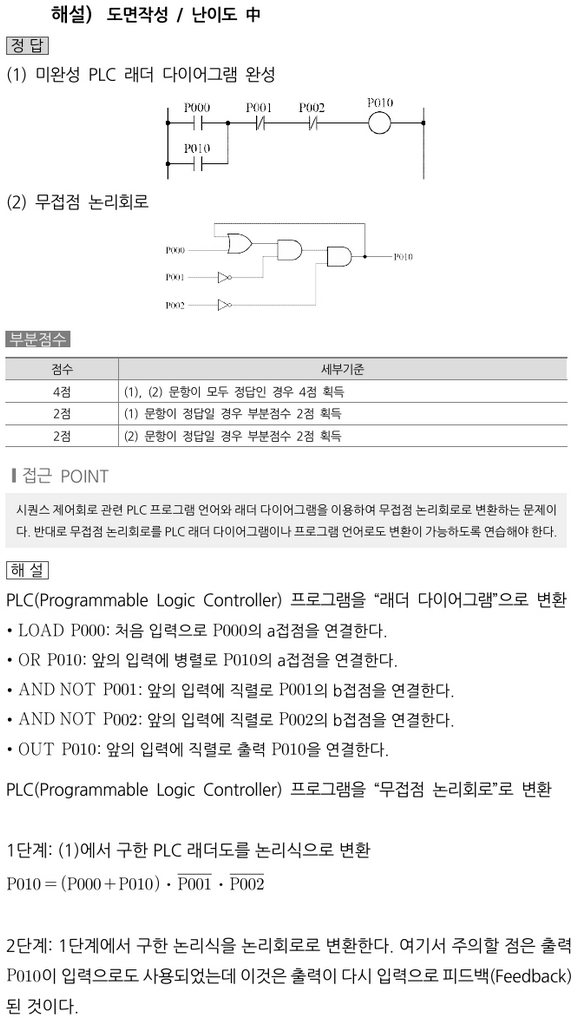 해설) 도면작성 / 난이도 中
정 답
(1) 미완성 PLC 래더 다이어그램 완성
P000 P001 P002 P010
P010
(2) 무접점 논리회로
P000
P010
P001
P002
부분점수
점수 세부기준
4점 (1), (2) 문항이 모두 정답인 경우 4점 획득
2점 (1) 문항이 정답일 경우 부분점수 2점 획득
2점 (2) 문항이 정답일 경우 부분점수 2점 획득
접근 POINT
시퀀스 제어회로 관련 PLC 프로그램 언어와 래더 다이어그램을 이용하여 무접점 논리회로로 변환하는 문제이
다. 반대로 무접점 논리회로를 PLC 래더 다이어그램이나 프로그램 언어로도 변환이 가능하도록 연습해야 한다.
해 설
PLC(Programmable Logic Controller) 프로그램을 “래더 다이어그램”으로 변환
• LOAD P000: 처음 입력으로 P000의 a접점을 연결한다.
• OR P010: 앞의 입력에 병렬로 P010의 a접점을 연결한다.
• AND NOT P001: 앞의 입력에 직렬로 P001의 b접점을 연결한다.
• AND NOT P002: 앞의 입력에 직렬로 P002의 b접점을 연결한다.
• OUT P010: 앞의 입력에 직렬로 출력 P010을 연결한다.
PLC(Programmable Logic Controller) 프로그램을 “무접점 논리회로”로 변환
1단계: (1)에서 구한 PLC 래더도를 논리식으로 변환
P010 = (P000 + P010) · P̅0̅0̅1̅ · P̅0̅0̅2̅
2단계: 1단계에서 구한 논리식을 논리회로로 변환한다. 여기서 주의할 점은 출력
P010이 입력으로도 사용되었는데 이것은 출력이 다시 입력으로 피드백(Feedback)
된 것이다.